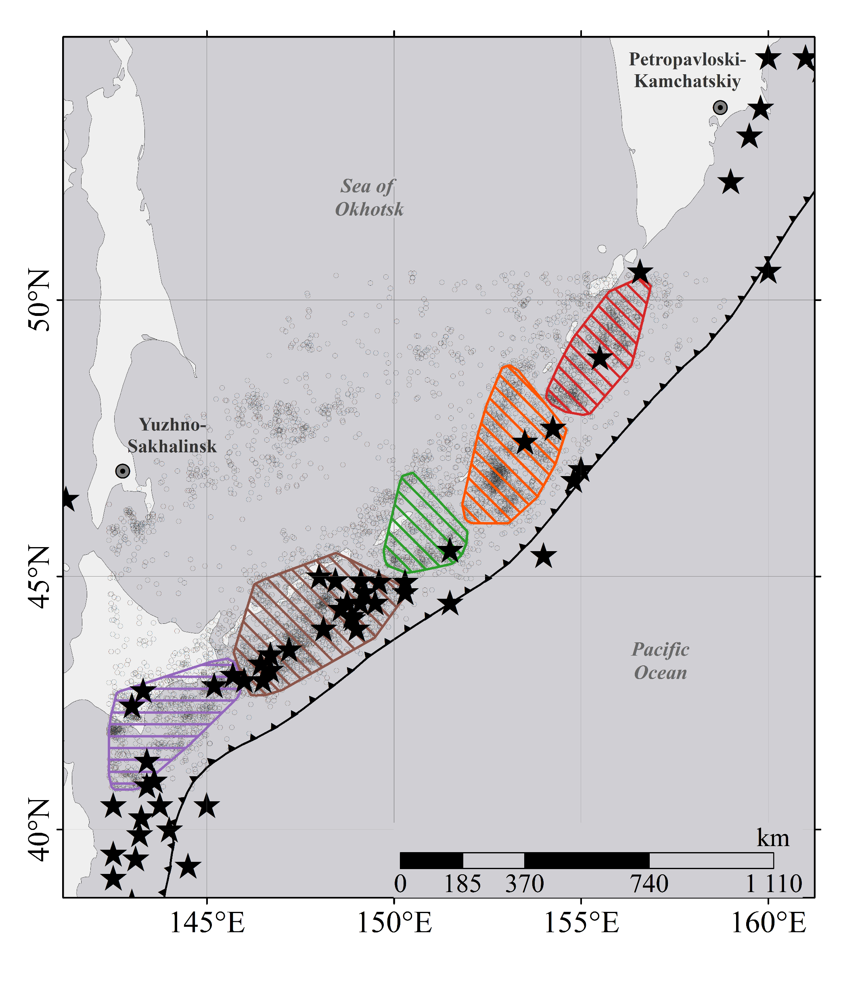 Petropavloski-
Kamchatskiy
Sea of
Okhotsk
50°N
Yuzhno-
Sakhalinsk
45°N
Pacific
Ocean
40°N
km
0 185 370 740 1 110
145°E 150°E 155°E 160°E